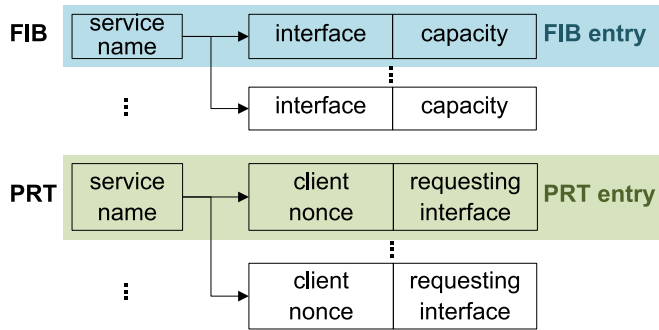 FIB
service
name
interface
capacity
FIB entry
interface
capacity
PRT
service
name
client
nonce
requesting
interface
PRT entry
client
nonce
requesting
interface